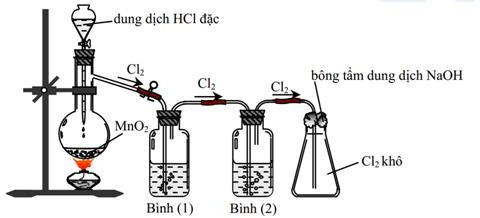 dung dịch HCl đặc
Cl₂
Cl₂
Cl₂
bông tẩm dung dịch NaOH
MnO₂
Cl₂ khô
Bình (1)
Bình (2)